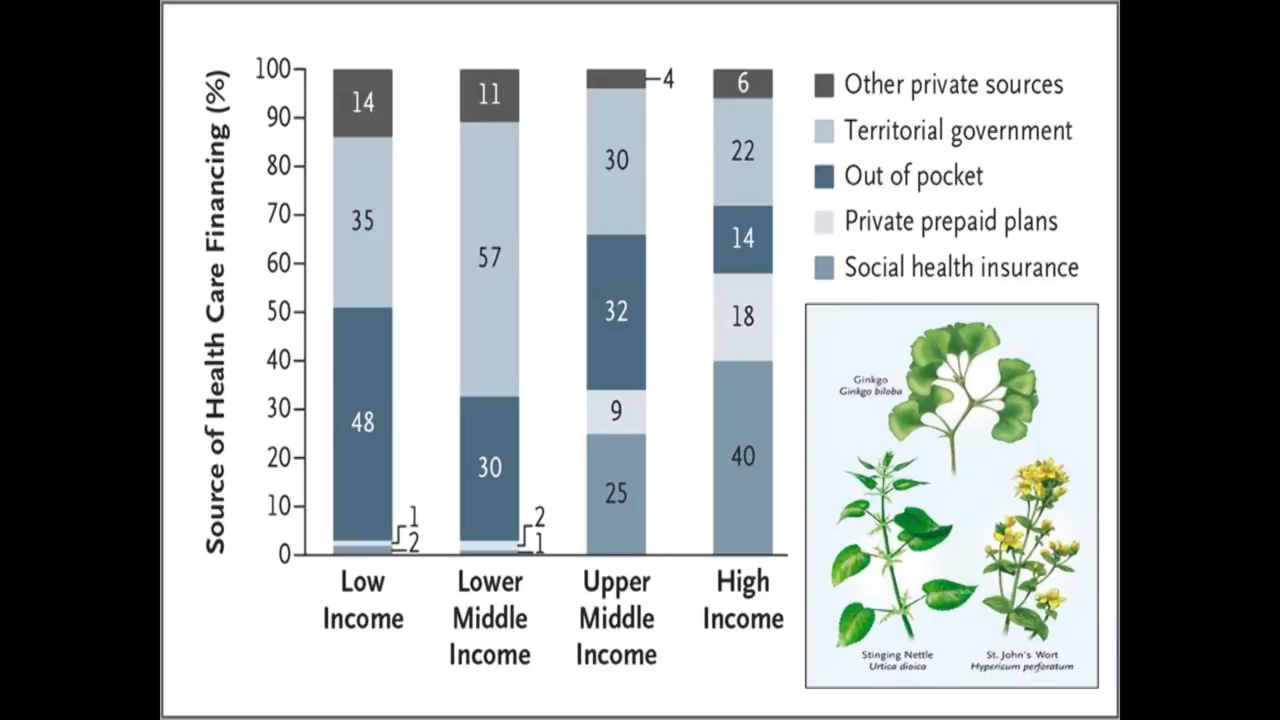 Source of Health Care Financing (%)
100
90
80
70
60
50
40
30
20
10
0
14
35
48
1
2
11
57
30
2
1
4
30
32
9
25
6
22
14
18
40
Low
Income
Lower
Middle
Income
Upper
Middle
Income
High
Income
Other private sources
Territorial government
Out of pocket
Private prepaid plans
Social health insurance
Ginkgo
Ginkgo biloba
Stinging Nettle
Urtica dioica
St. John's Wort
Hypericum perforatum